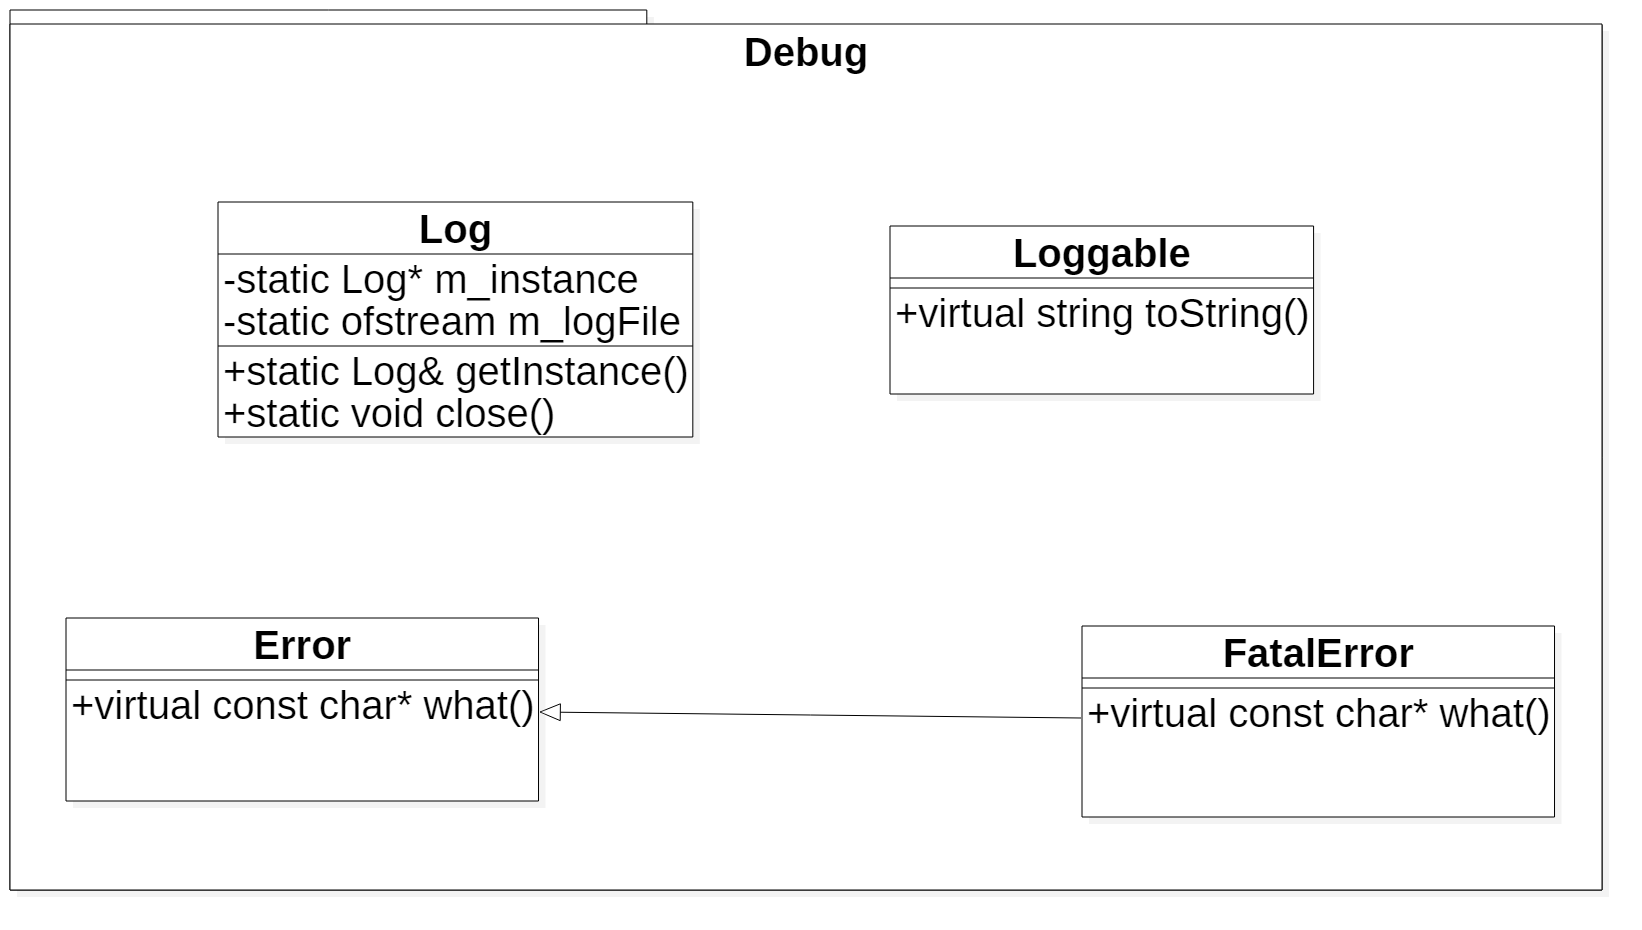 Debug
Log
-static Log* m_instance
-static ofstream m_logFile
+static Log& getInstance()
+static void close()
Loggable
+virtual string toString()
Error
+virtual const char* what()
FatalError
+virtual const char* what()